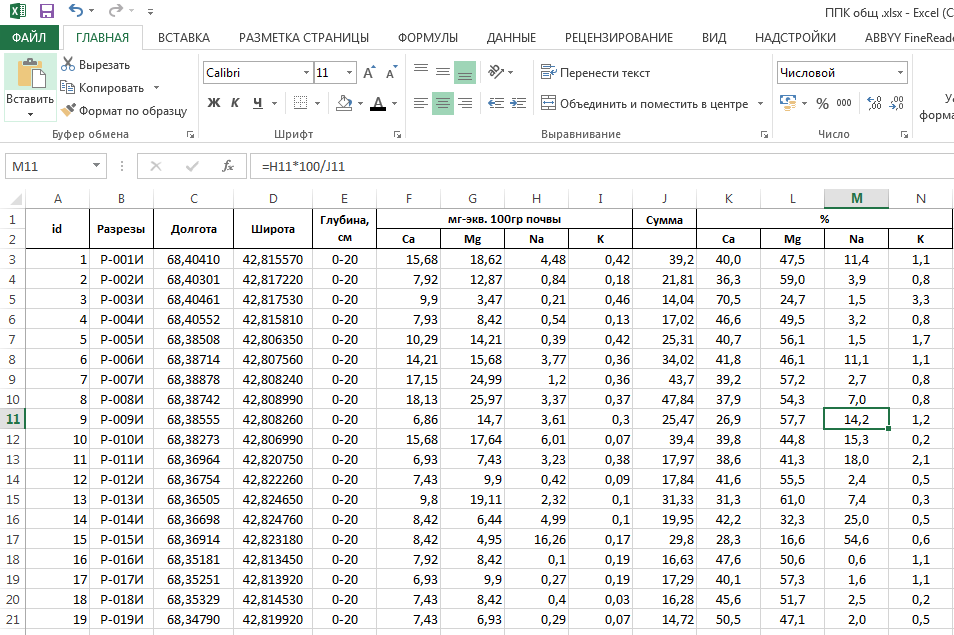 ППК общ .xlsx - Excel (С
ФАЙЛ ГЛАВНАЯ ВСТАВКА РАЗМЕТКА СТРАНИЦЫ ФОРМУЛЫ ДАННЫЕ РЕЦЕНЗИРОВАНИЕ ВИД НАДСТРОЙКИ ABBYY FineReade
Вставить
Вырезать
Копировать
Формат по образцу
Буфер обмена
Calibri 11
Ж К Ч
Шрифт
Перенести текст
Объединить и поместить в центре
Выравнивание
Числовой
% 000
Число
Ус
форма
M11 =H11*100/J11
A B C D E F G H I J K L M N
1 id Разрезы Долгота Широта Глубина, см мг-экв. 100гр почвы Сумма %
2 Ca Mg Na K Ca Mg Na K
3 1 Р-001И 68,40410 42,815570 0-20 15,68 18,62 4,48 0,42 39,2 40,0 47,5 11,4 1,1
4 2 Р-002И 68,40301 42,817220 0-20 7,92 12,87 0,84 0,18 21,81 36,3 59,0 3,9 0,8
5 3 Р-003И 68,40461 42,817530 0-20 9,9 3,47 0,21 0,46 14,04 70,5 24,7 1,5 3,3
6 4 Р-004И 68,40552 42,815810 0-20 7,93 8,42 0,54 0,13 17,02 46,6 49,5 3,2 0,8
7 5 Р-005И 68,38508 42,806350 0-20 10,29 14,21 0,39 0,42 25,31 40,7 56,1 1,5 1,7
8 6 Р-006И 68,38714 42,807560 0-20 14,21 15,68 3,77 0,36 34,02 41,8 46,1 11,1 1,1
9 7 Р-007И 68,38878 42,808240 0-20 17,15 24,99 1,2 0,36 43,7 39,2 57,2 2,7 0,8
10 8 Р-008И 68,38742 42,808990 0-20 18,13 25,97 3,37 0,37 47,84 37,9 54,3 7,0 0,8
11 9 Р-009И 68,38555 42,808260 0-20 6,86 14,7 3,61 0,3 25,47 26,9 57,7 14,2 1,2
12 10 Р-010И 68,38273 42,806990 0-20 15,68 17,64 6,01 0,07 39,4 39,8 44,8 15,3 0,2
13 11 Р-011И 68,36964 42,820750 0-20 6,93 7,43 3,23 0,38 17,97 38,6 41,3 18,0 2,1
14 12 Р-012И 68,36754 42,822260 0-20 7,43 9,9 0,42 0,09 17,84 41,6 55,5 2,4 0,5
15 13 Р-013И 68,36505 42,824650 0-20 9,8 19,11 2,32 0,1 31,33 31,3 61,0 7,4 0,3
16 14 Р-014И 68,36698 42,824760 0-20 8,42 6,44 4,99 0,1 19,95 42,2 32,3 25,0 0,5
17 15 Р-015И 68,36914 42,823180 0-20 8,42 4,95 16,26 0,17 29,8 28,3 16,6 54,6 0,6
18 16 Р-016И 68,35181 42,813450 0-20 7,92 8,42 0,1 0,19 16,63 47,6 50,6 0,6 1,1
19 17 Р-017И 68,35251 42,813920 0-20 6,93 9,9 0,27 0,19 17,29 40,1 57,3 1,6 1,1
20 18 Р-018И 68,35329 42,814530 0-20 7,43 8,42 0,4 0,03 16,28 45,6 51,7 2,5 0,2
21 19 Р-019И 68,34790 42,819920 0-20 7,43 6,93 0,29 0,07 14,72 50,5 47,1 2,0 0,5